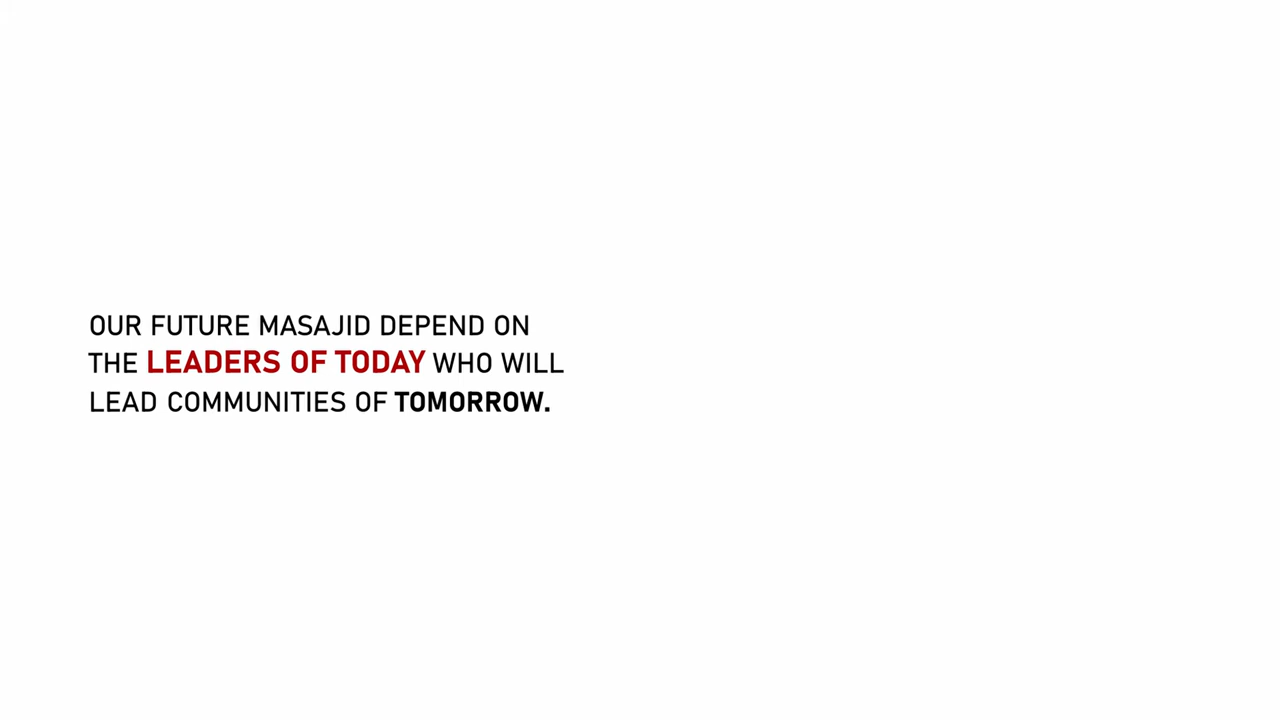 OUR FUTURE MASAJID DEPEND ON
THE LEADERS OF TODAY WHO WILL
LEAD COMMUNITIES OF TOMORROW.